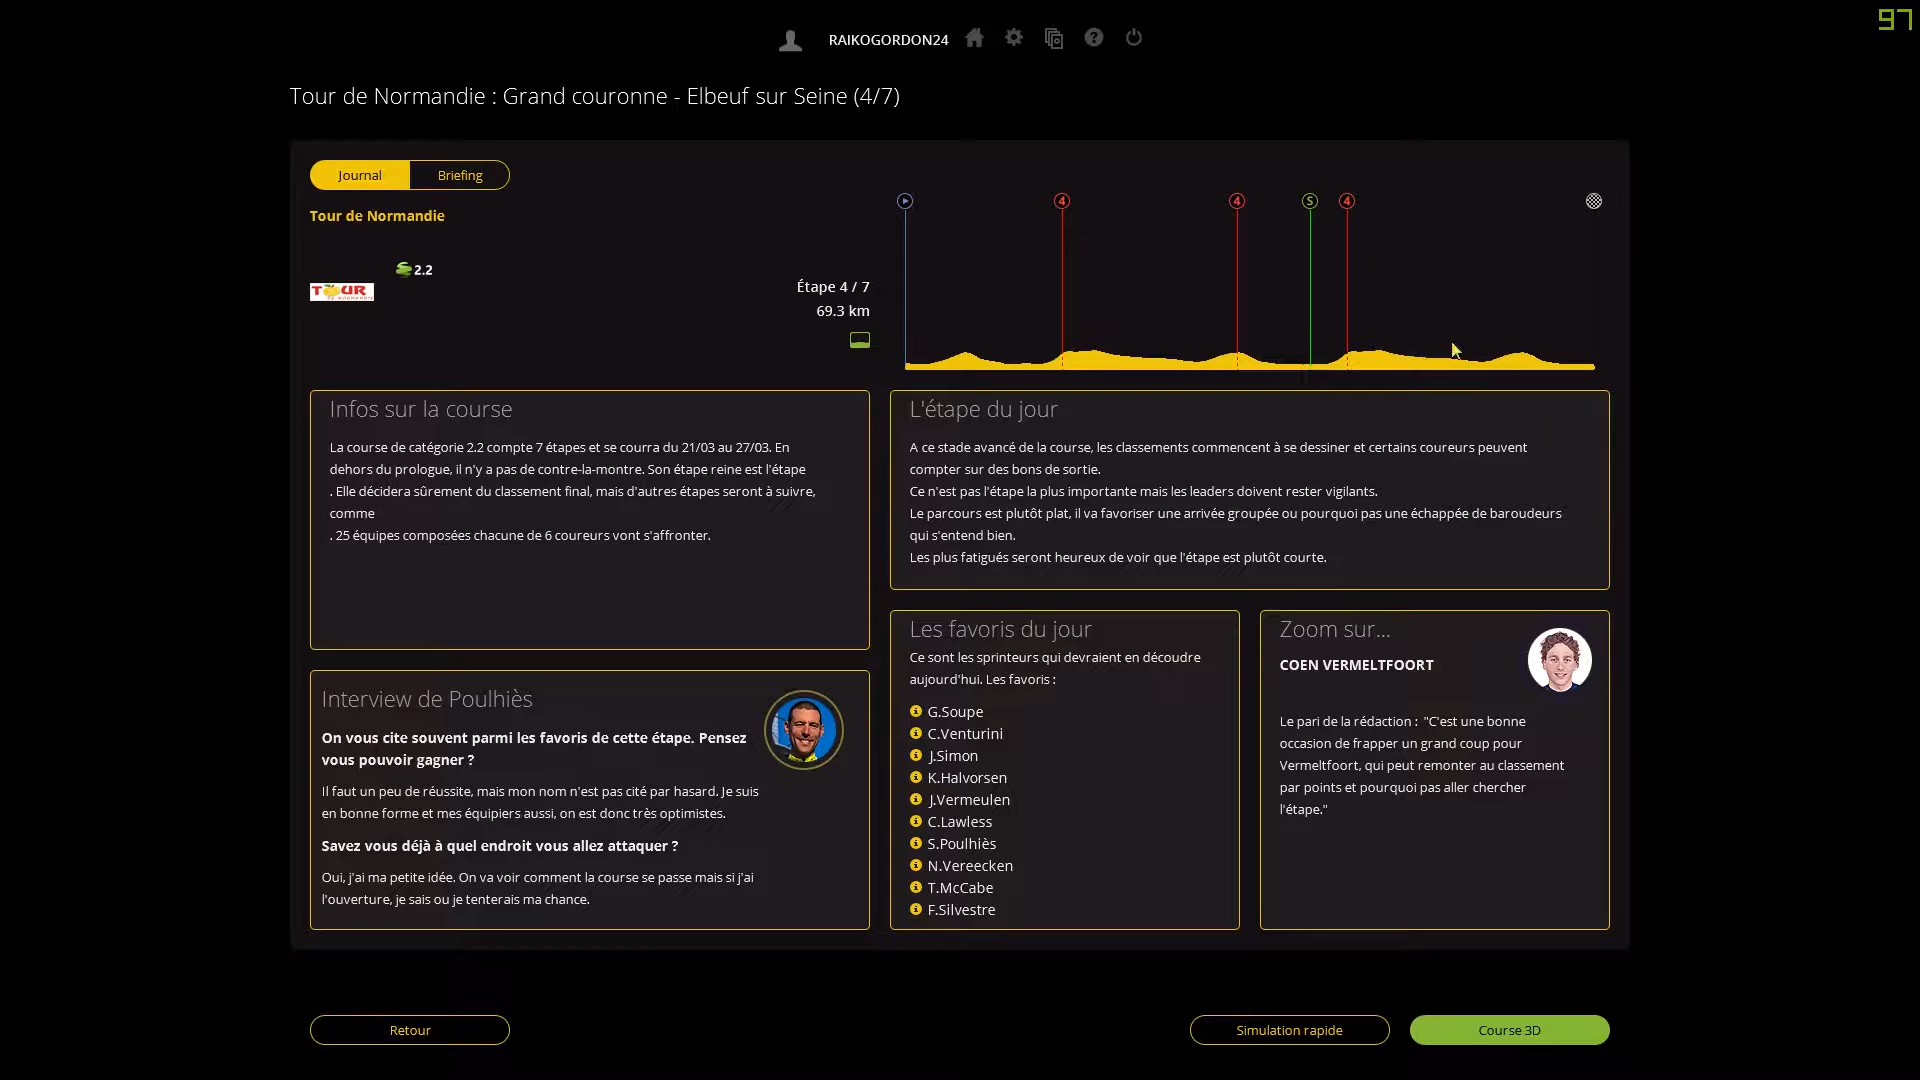 97
RAIKOGORDON24
Tour de Normandie : Grand couronne - Elbeuf sur Seine (4/7)
Journal
Briefing
Tour de Normandie
2.2
TOUR
Étape 4 / 7
69.3 km
4
4
S
4
Infos sur la course
La course de catégorie 2.2 compte 7 étapes et se courra du 21/03 au 27/03. En
dehors du prologue, il n'y a pas de contre-la-montre. Son étape reine est l'étape
. Elle décidera sûrement du classement final, mais d'autres étapes seront à suivre,
comme
. 25 équipes composées chacune de 6 coureurs vont s'affronter.
L'étape du jour
A ce stade avancé de la course, les classements commencent à se dessiner et certains coureurs peuvent
compter sur des bons de sortie.
Ce n'est pas l'étape la plus importante mais les leaders doivent rester vigilants.
Le parcours est plutôt plat, il va favoriser une arrivée groupée ou pourquoi pas une échappée de baroudeurs
qui s'entend bien.
Les plus fatigués seront heureux de voir que l'étape est plutôt courte.
Interview de Poulhiès
On vous cite souvent parmi les favoris de cette étape. Pensez
vous pouvoir gagner ?
Il faut un peu de réussite, mais mon nom n'est pas cité par hasard. Je suis
en bonne forme et mes équipiers aussi, on est donc très optimistes.
Savez vous déjà à quel endroit vous allez attaquer ?
Oui, j'ai ma petite idée. On va voir comment la course se passe mais si j'ai
l'ouverture, je sais ou je tenterais ma chance.
Les favoris du jour
Ce sont les sprinteurs qui devraient en découdre
aujourd'hui. Les favoris :
G.Soupe
C.Venturini
J.Simon
K.Halvorsen
J.Vermeulen
C.Lawless
S.Poulhiès
N.Vereecken
T.McCabe
F.Silvestre
Zoom sur...
COEN VERMELTFOORT
Le pari de la rédaction : "C'est une bonne
occasion de frapper un grand coup pour
Vermeltfoort, qui peut remonter au classement
par points et pourquoi pas aller chercher
l'étape."
Retour
Simulation rapide
Course 3D